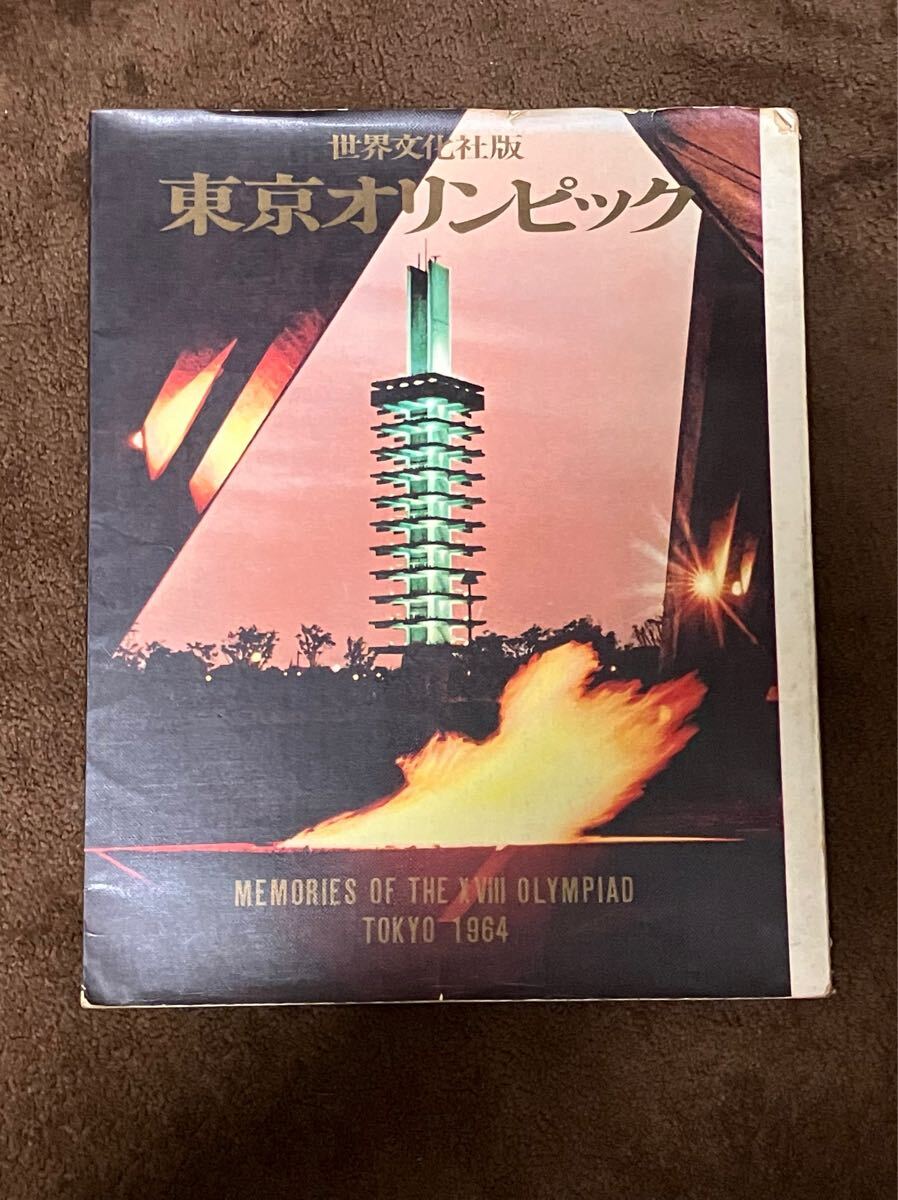 世界文化社版
東京オリンピック
MEMORIES OF THE XVIII OLYMPIAD
TOKYO 1964